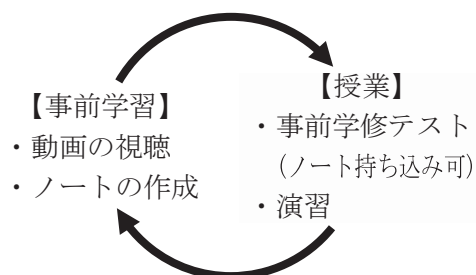 【事前学習】
・動画の視聴
・ノートの作成
【授業】
・事前学修テスト
(ノート持ち込み可)
・演習